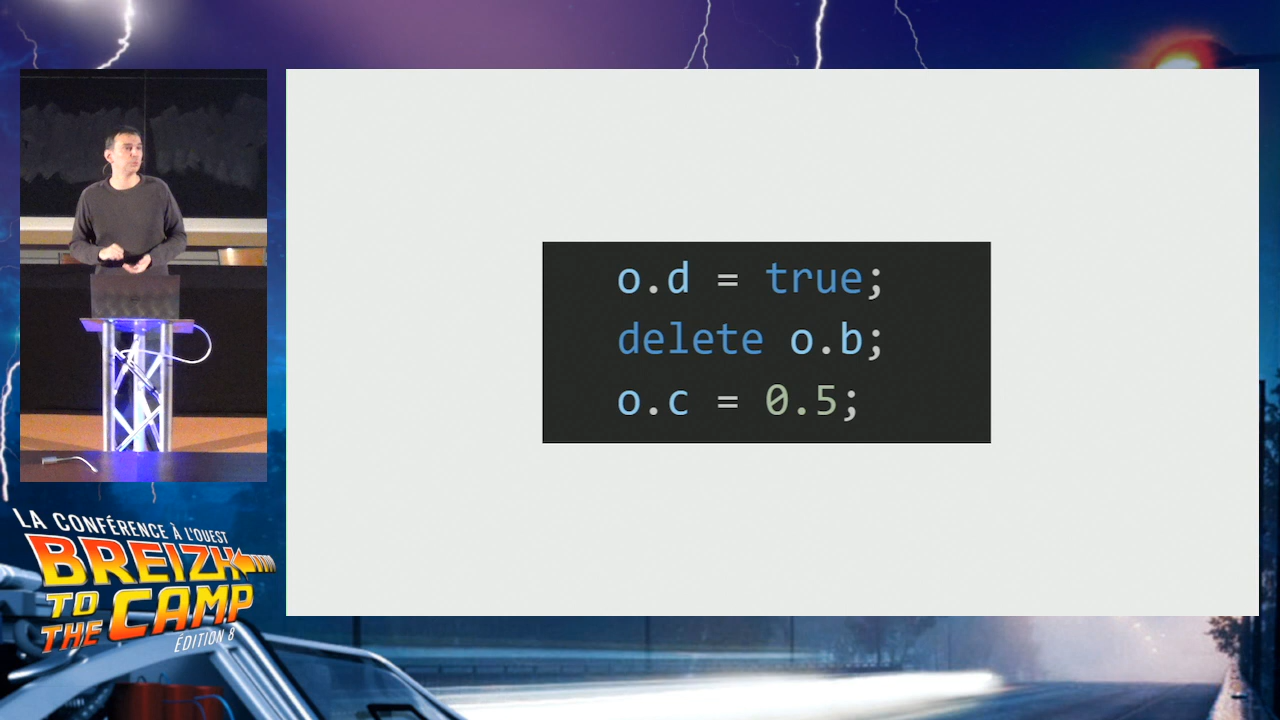 o.d = true;
delete o.b;
o.c = 0.5;
LA CONFÉRENCE À L'OUEST
BREIZH
TO
THE CAMP
ÉDITION 8